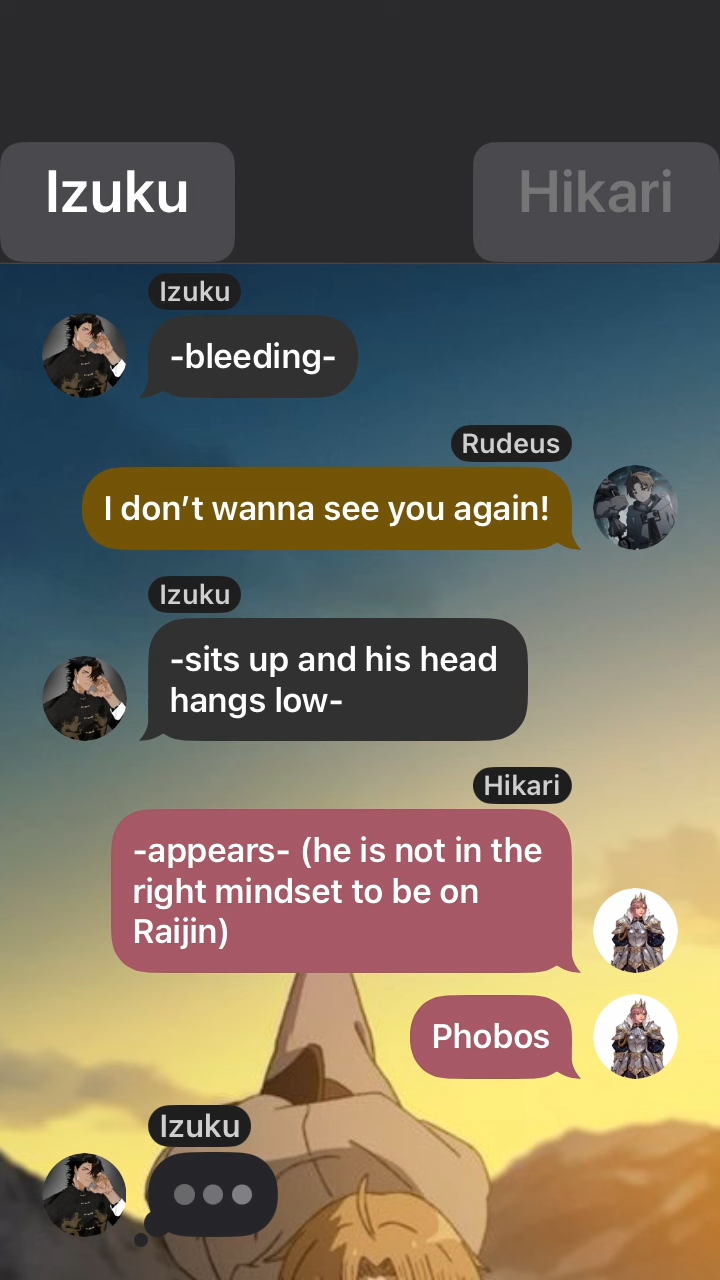 Izuku
Hikari
Izuku
-bleeding-
Rudeus
I don’t wanna see you again!
Izuku
-sits up and his head
hangs low-
Hikari
-appears- (he is not in the
right mindset to be on
Raijin)
Phobos
Izuku